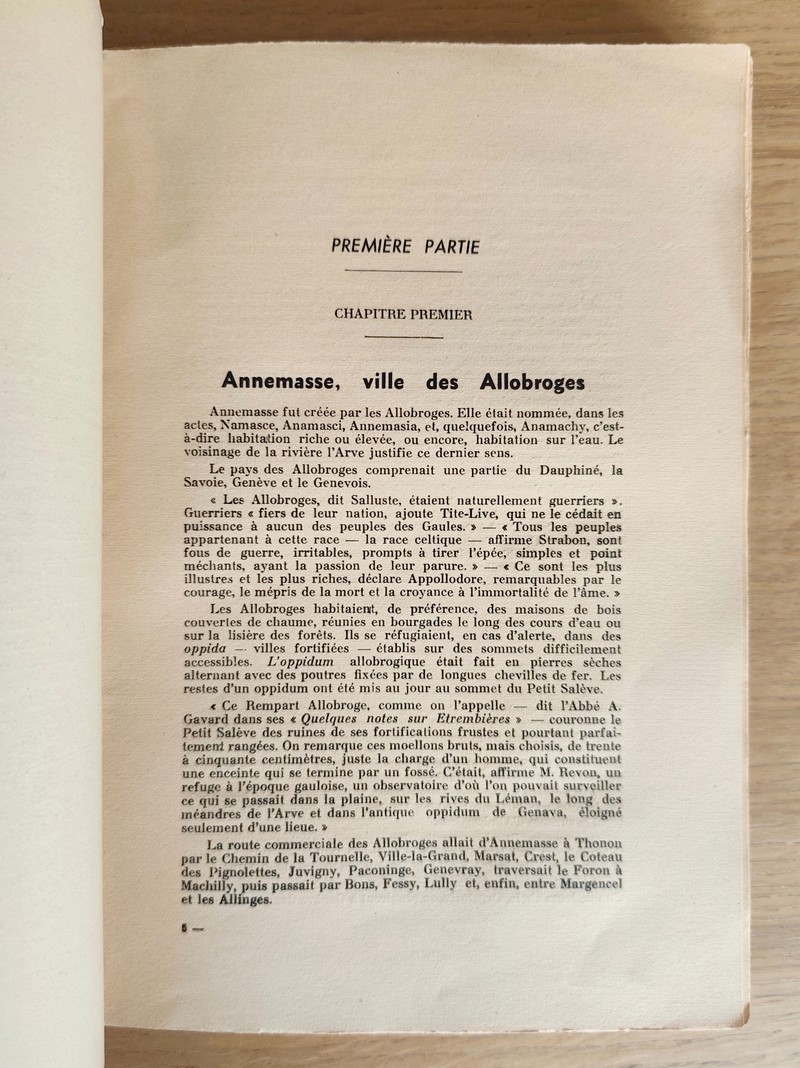 PREMIÈRE PARTIE
CHAPITRE PREMIER
Annemasse, ville des Allobroges
Annemasse fut créée par les Allobroges. Elle était nommée, dans les
actes, Namasce, Anamasci, Annemasia, et, quelquefois, Anamachy, c'est-
à-dire habitation riche ou élevée, ou encore, habitation sur l'eau. Le
voisinage de la rivière l'Arve justifie ce dernier sens.
Le pays des Allobroges comprenait une partie du Dauphiné, la
Savoie, Genève et le Genevois.
« Les Allobroges, dit Salluste, étaient naturellement guerriers ».
Guerriers « fiers de leur nation, ajoute Tite-Live, qui ne le cédait en
puissance à aucun des peuples des Gaules. » — « Tous les peuples
appartenant à cette race — la race celtique — affirme Strabon, sont
fous de guerre, irritables, prompts à tirer l'épée, simples et point
méchants, ayant la passion de leur parure. » — « Ce sont les plus
illustres et les plus riches, déclare Appollodore, remarquables par le
courage, le mépris de la mort et la croyance à l'immortalité de l'âme. »
Les Allobroges habitaient, de préférence, des maisons de bois
couvertes de chaume, réunies en bourgades le long des cours d'eau ou
sur la lisière des forêts. Ils se réfugiaient, en cas d'alerte, dans des
oppida — villes fortifiées — établis sur des sommets difficilement
accessibles. L'oppidum allobrogique était fait en pierres sèches
alternant avec des poutres fixées par de longues chevilles de fer. Les
restes d'un oppidum ont été mis au jour au sommet du Petit Salève.
« Ce Rempart Allobroge, comme on l'appelle — dit l'Abbé A.
Gavard dans ses « Quelques notes sur Etrembières » — couronne le
Petit Salève des ruines de ses fortifications frustes et pourtant parfai-
tement rangées. On remarque ces moellons bruts, mais choisis, de trente
à cinquante centimètres, juste la charge d'un homme, qui constituent
une enceinte qui se termine par un fossé. C'était, affirme M. Revon, un
refuge à l'époque gauloise, un observatoire d'où l'on pouvait surveiller
ce qui se passait dans la plaine, sur les rives du Léman, le long des
méandres de l'Arve et dans l'antique oppidum de Genava, éloigné
seulement d'une lieue. »
La route commerciale des Allobroges allait d'Annemasse à Thonon
par le Chemin de la Tournelle, Ville-la-Grand, Marsat, Crest, le Coteau
des Pignolettes, Juvigny, Paconinge, Genevray, traversait le Foron à
Machilly, puis passait par Bons, Fessy, Lully et, enfin, entre Margencel
et les Allinges.
5 —